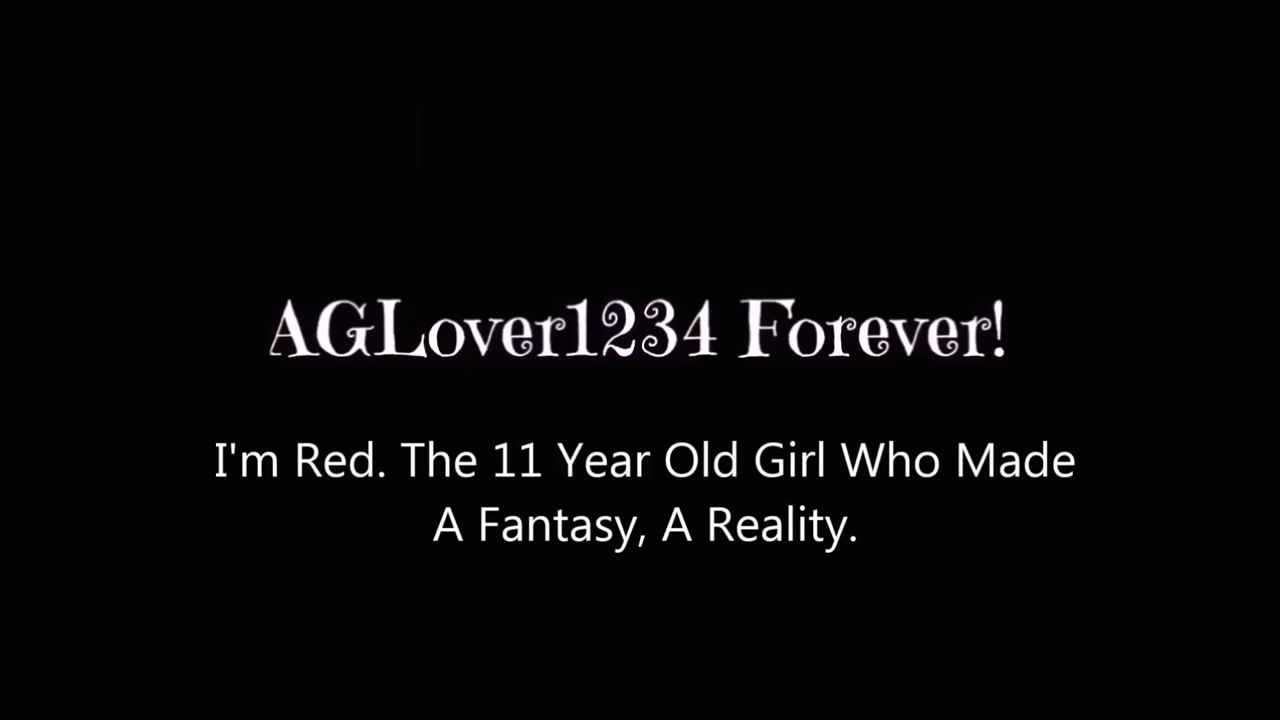 AGLover1234 Forever!
I'm Red. The 11 Year Old Girl Who Made
A Fantasy, A Reality.